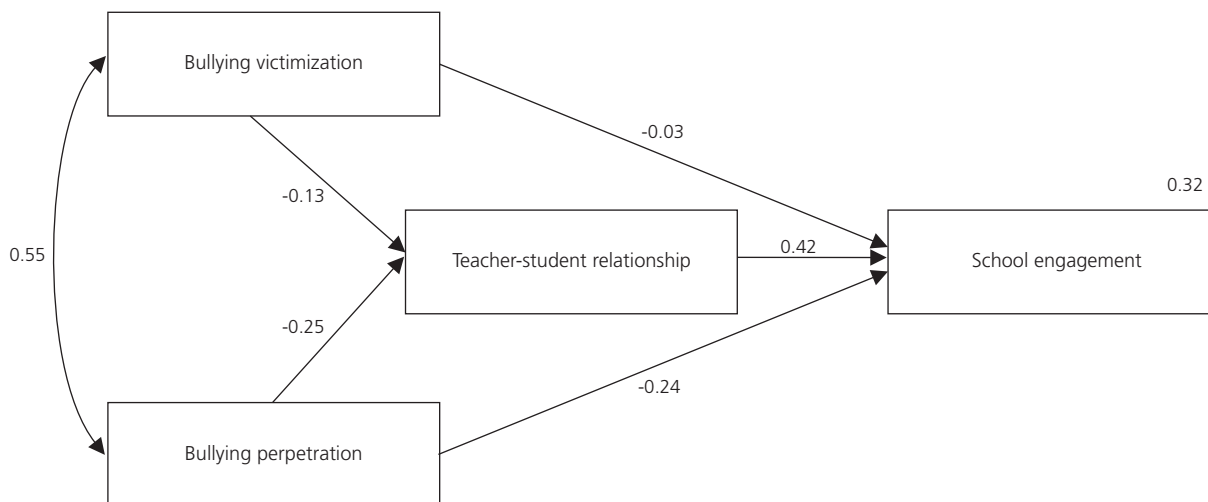 Bullying victimization
-0.03
0.32
-0.13
0.55
Teacher-student relationship
0.42
School engagement
-0.25
-0.24
Bullying perpetration